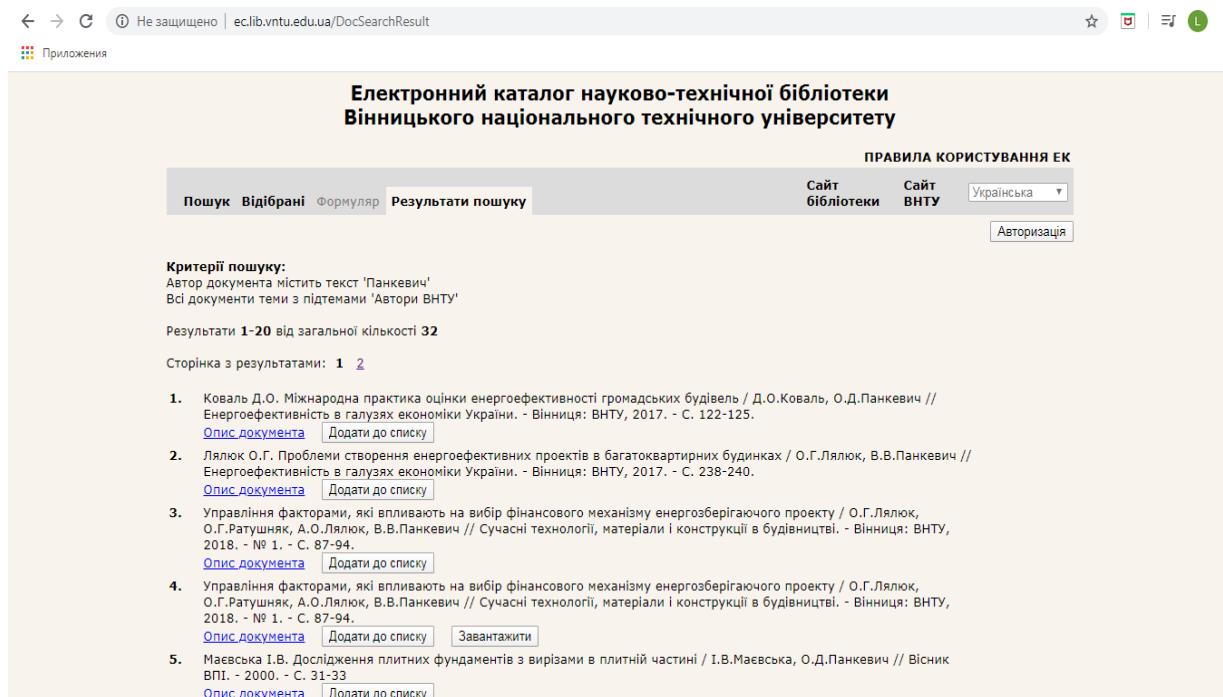 Не защищено | ec.lib.vntu.edu.ua/DocSearchResult
L
Приложения
Електронний каталог науково-технічної бібліотеки
Вінницького національного технічного університету
ПРАВИЛА КОРИСТУВАННЯ ЕК
Пошук Відібрані Формуляр Результати пошуку
Сайт бібліотеки
Сайт ВНТУ
Українська
Авторизація
Критерії пошуку:
Автор документа містить текст 'Панкевич'
Всі документи теми з підтемами 'Автори ВНТУ'
Результати 1-20 від загальної кількості 32
Сторінка з результатами: 1 2
1. Коваль Д.О. Міжнародна практика оцінки енергоефективності громадських будівель / Д.О.Коваль, О.Д.Панкевич //
Енергоефективність в галузях економіки України. - Вінниця: ВНТУ, 2017. - С. 122-125.
Опис документа Додати до списку
2. Лялюк О.Г. Проблеми створення енергоефективних проектів в багатоквартирних будинках / О.Г.Лялюк, В.В.Панкевич //
Енергоефективність в галузях економіки України. - Вінниця: ВНТУ, 2017. - С. 238-240.
Опис документа Додати до списку
3. Управління факторами, які впливають на вибір фінансового механізму енергозберігаючого проекту / О.Г.Лялюк,
О.Г.Ратушняк, А.О.Лялюк, В.В.Панкевич // Сучасні технології, матеріали і конструкції в будівництві. - Вінниця: ВНТУ,
2018. - № 1. - С. 87-94.
Опис документа Додати до списку
4. Управління факторами, які впливають на вибір фінансового механізму енергозберігаючого проекту / О.Г.Лялюк,
О.Г.Ратушняк, А.О.Лялюк, В.В.Панкевич // Сучасні технології, матеріали і конструкції в будівництві. - Вінниця: ВНТУ,
2018. - № 1. - С. 87-94.
Опис документа Додати до списку Завантажити
5. Маєвська І.В. Дослідження плитних фундаментів з вирізами в плитній частині / І.В.Маєвська, О.Д.Панкевич // Вісник
ВПІ. - 2000. - С. 31-33
Опис документа Додати до списку